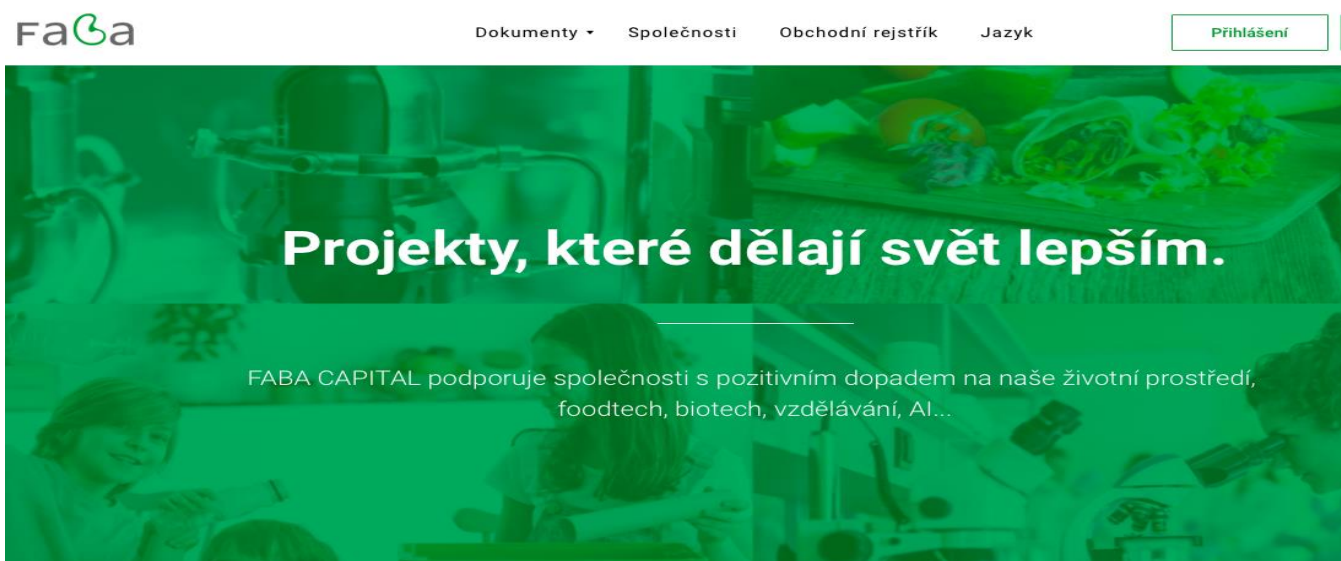 FaBa
Dokumenty Společnosti Obchodní rejstřík Jazyk Přihlášení
Projekty, které dělají svět lepším.
FABA CAPITAL podporuje společnosti s pozitivním dopadem na naše životní prostředí,
foodtech, biotech, vzdělávání, AI...